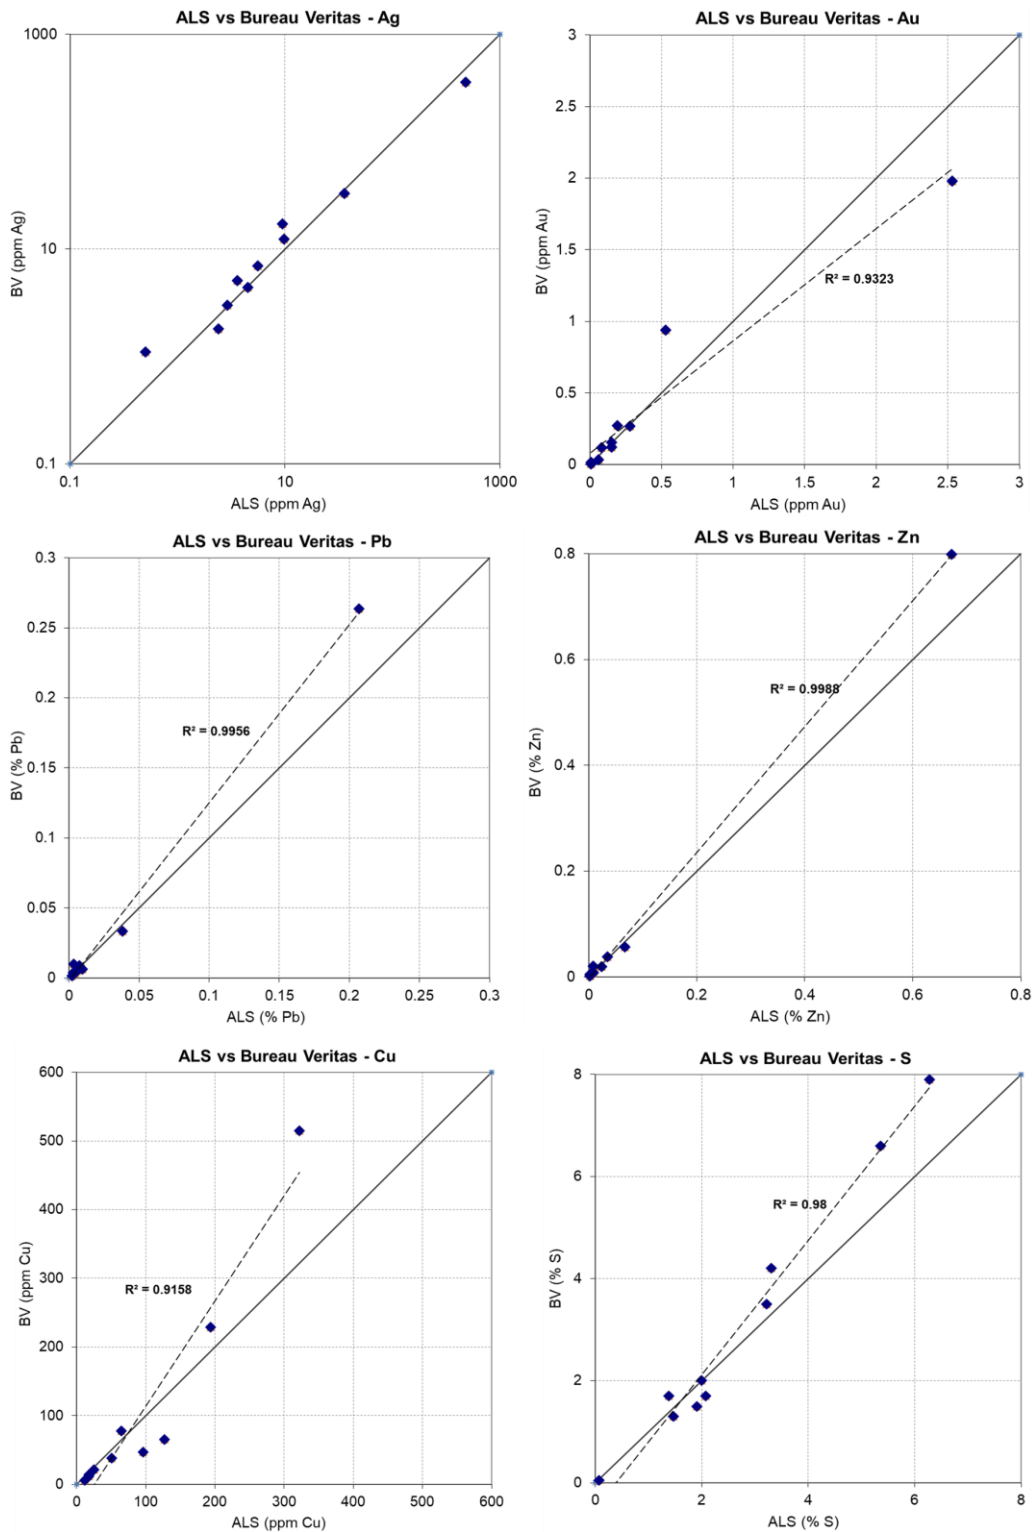 ALS vs Bureau Veritas - Ag
1000
10
0.1
BV (ppm Ag)
0.1
10
1000
ALS (ppm Ag)
ALS vs Bureau Veritas - Au
3
2.5
2
1.5
1
0.5
0
BV (ppm Au)
R² = 0.9323
0
0.5
1
1.5
2
2.5
3
ALS (ppm Au)
ALS vs Bureau Veritas - Pb
0.3
0.25
0.2
0.15
0.1
0.05
0
BV (% Pb)
R² = 0.9956
0
0.05
0.1
0.15
0.2
0.25
0.3
ALS (% Pb)
ALS vs Bureau Veritas - Zn
0.8
0.6
0.4
0.2
0
BV (% Zn)
R² = 0.9988
0
0.2
0.4
0.6
0.8
ALS (% Zn)
ALS vs Bureau Veritas - Cu
600
500
400
300
200
100
0
BV (ppm Cu)
R² = 0.9158
0
100
200
300
400
500
600
ALS (ppm Cu)
ALS vs Bureau Veritas - S
8
6
4
2
0
BV (% S)
R² = 0.98
0
2
4
6
8
ALS (% S)